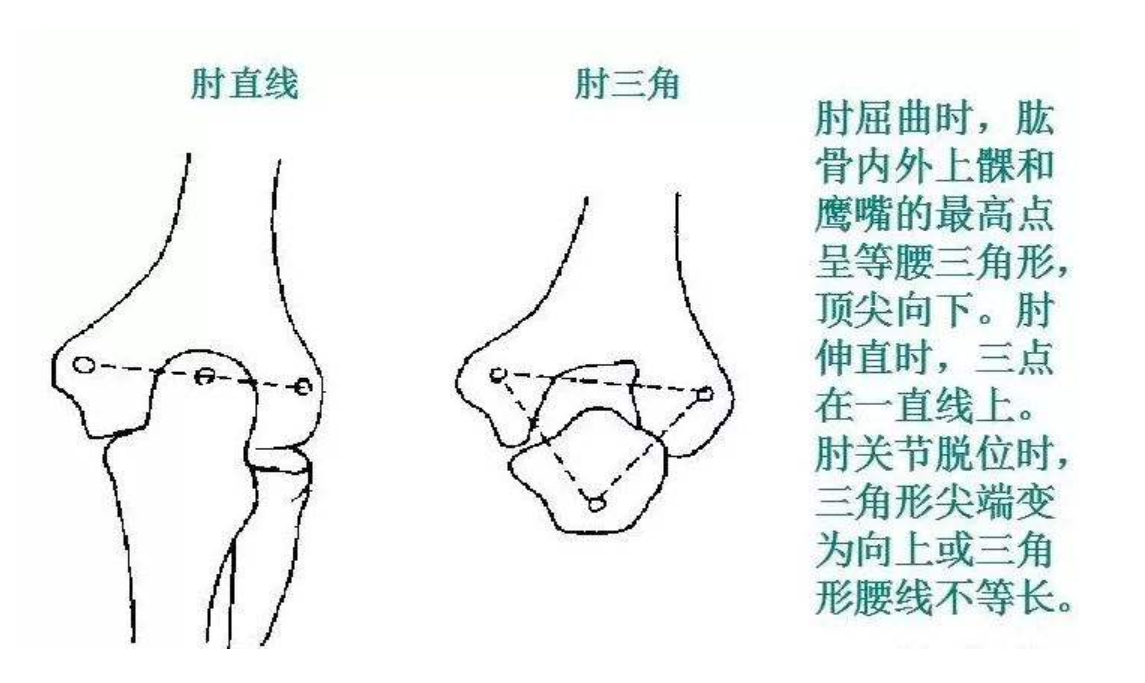 肘直线
肘三角
肘屈曲时，肱
骨内外上髁和
鹰嘴的最高点
呈等腰三角形，
顶尖向下。肘
伸直时，三点
在一直线上。
肘关节脱位时，
三角形尖端变
为向上或三角
形腰线不等长。